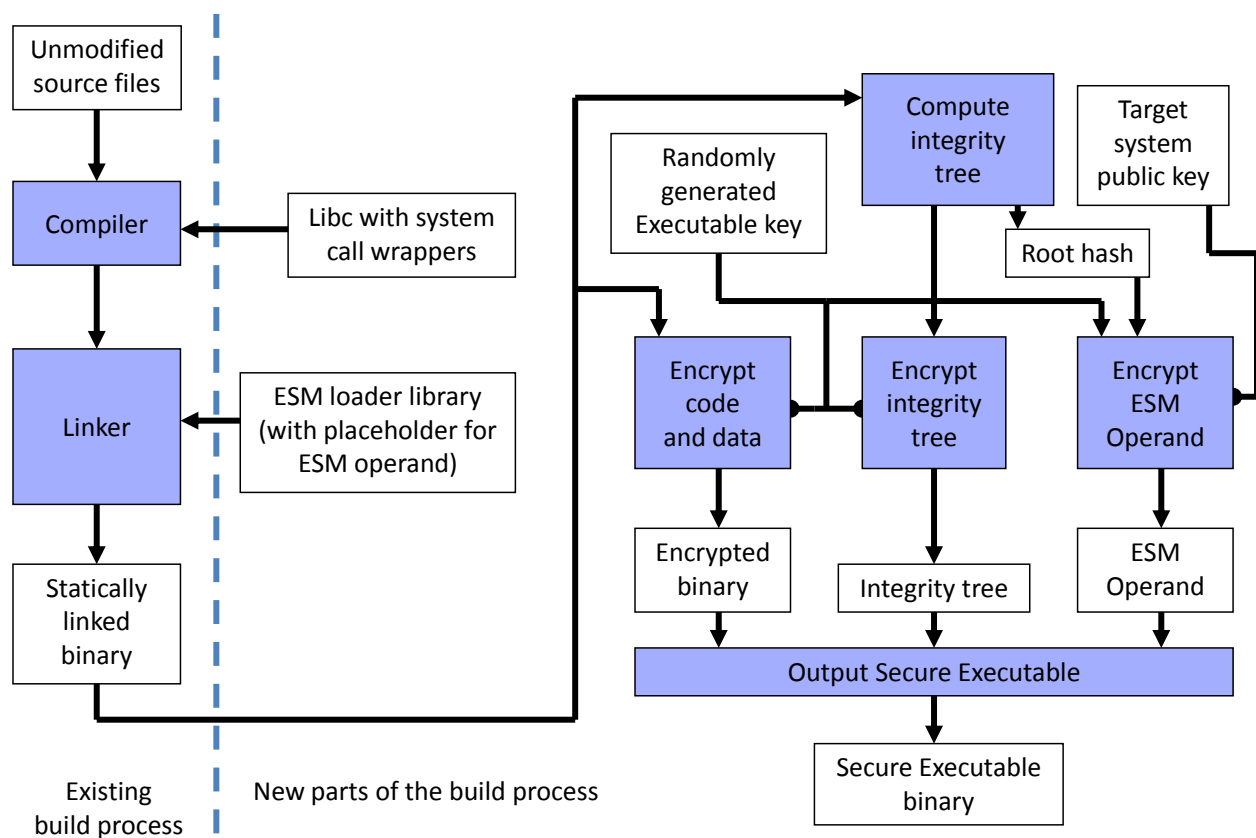 Unmodified
source files
Compiler
Libc with system
call wrappers
Linker
ESM loader library
(with placeholder for
ESM operand)
Statically
linked
binary
Existing
build process
New parts of the build process
Compute
integrity
tree
Target
system
public key
Randomly
generated
Executable key
Root hash
Encrypt
code
and data
Encrypt
integrity
tree
Encrypt
ESM
Operand
Encrypted
binary
Integrity tree
ESM
Operand
Output Secure Executable
Secure Executable
binary